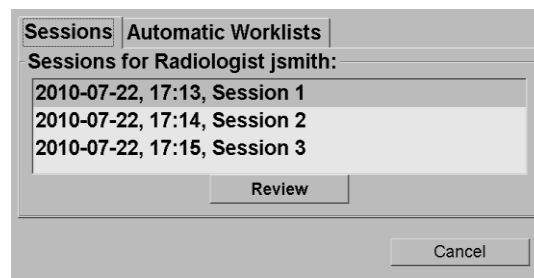 Sessions Automatic Worklists
Sessions for Radiologist jsmith:
2010-07-22, 17:13, Session 1
2010-07-22, 17:14, Session 2
2010-07-22, 17:15, Session 3
Review
Cancel